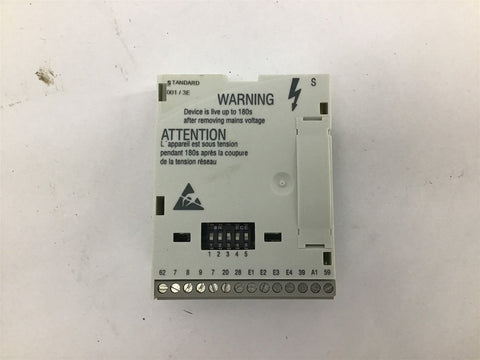 STANDARD
001 / 3E
S
WARNING
Device is live up to 180s
after removing mains voltage
ATTENTION
L'appareil est sous tension
pendant 180s après la coupure
de la tension réseau
1 2 3 4 5
62 7 8 9 7 20 28 E1 E2 E3 E4 39 A1 59